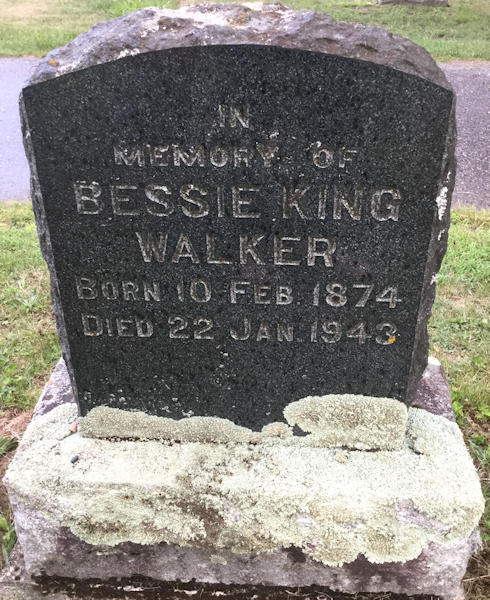 IN
MEMORY OF
BESSIE KING
WALKER
BORN 10 FEB 1874
DIED 22 JAN. 1943